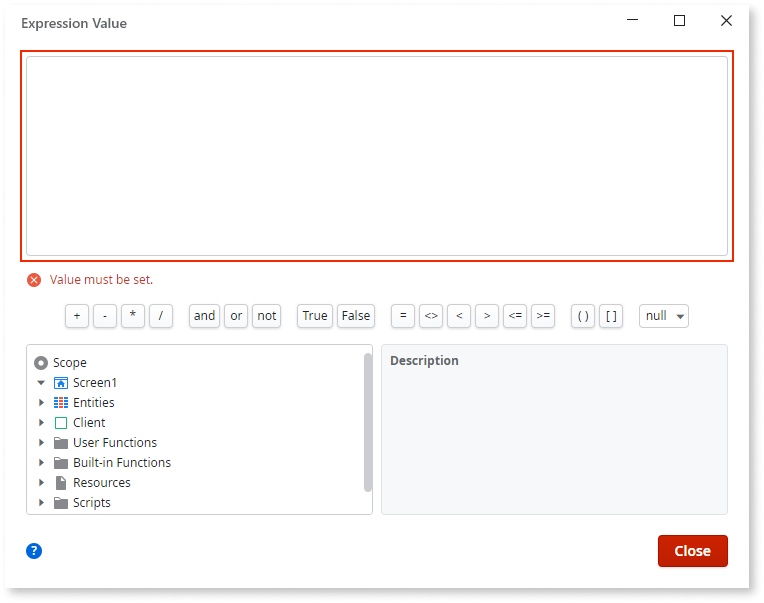 Expression Value
Value must be set.
+ - * / and or not True False = <> < > <= >= ( ) [ ] null
Scope
Screen1
Entities
Client
User Functions
Built-in Functions
Resources
Scripts
Description
?
Close